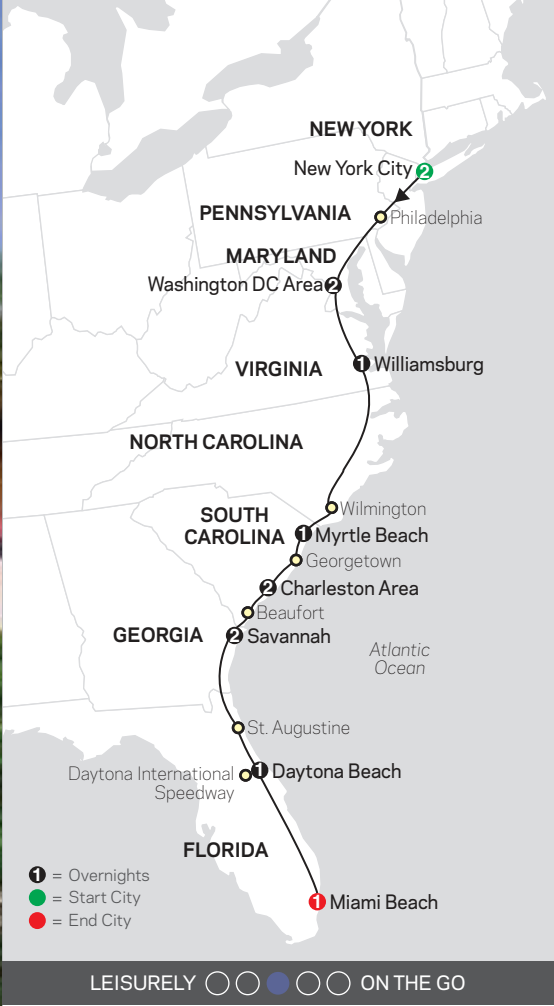 NEW YORK
New York City 2
PENNSYLVANIA
Philadelphia
MARYLAND
Washington DC Area 2
VIRGINIA
1 Williamsburg
NORTH CAROLINA
Wilmington
SOUTH
CAROLINA
1 Myrtle Beach
Georgetown
2 Charleston Area
Beaufort
GEORGIA
2 Savannah
Atlantic
Ocean
St. Augustine
Daytona International
Speedway
1 Daytona Beach
FLORIDA
1 = Overnights
= Start City
= End City
1 Miami Beach
LEISURELY ON THE GO